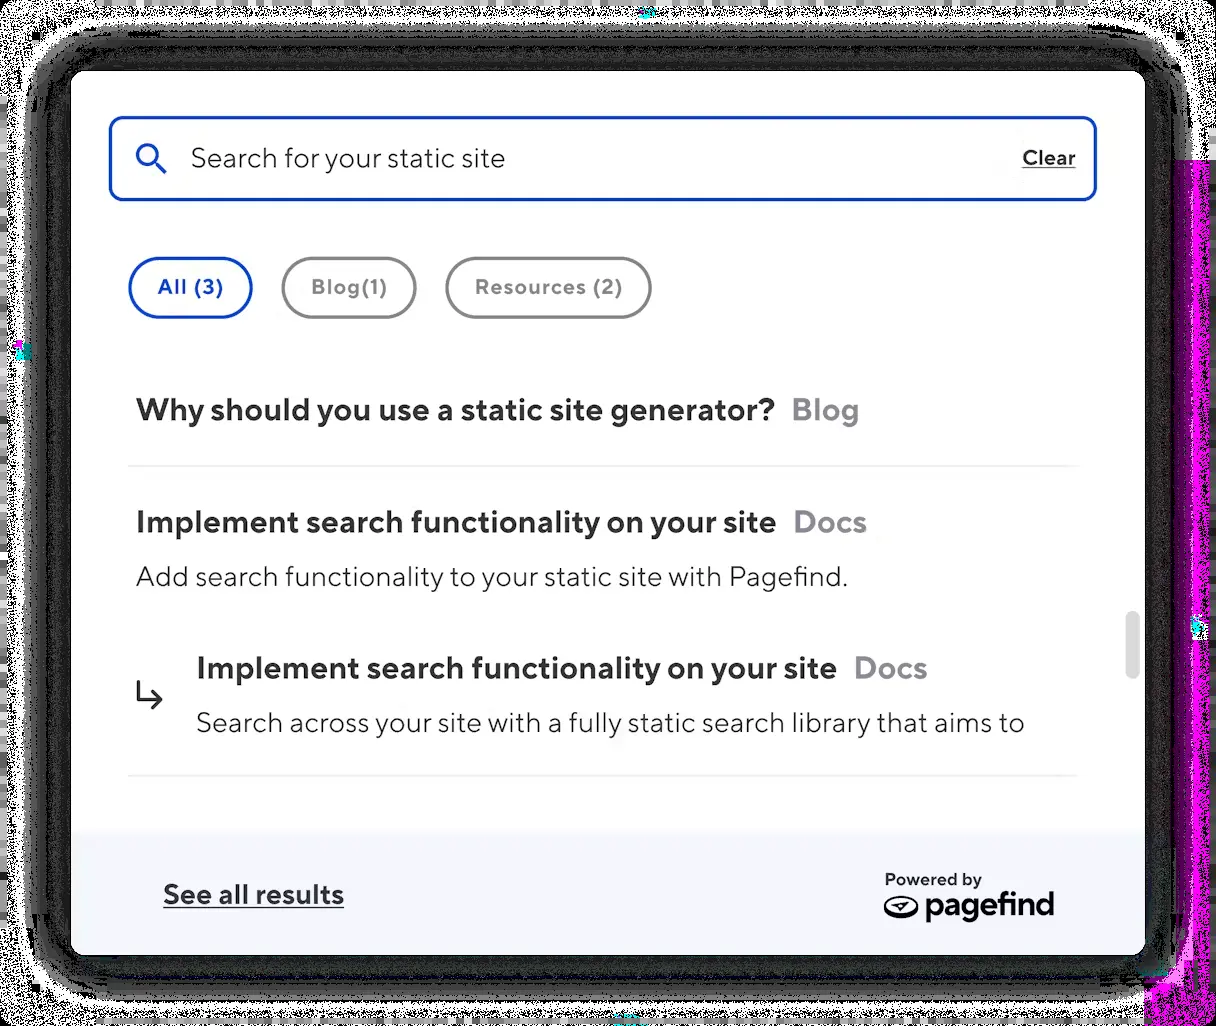 Search for your static site Clear
All (3) Blog(1) Resources (2)
Why should you use a static site generator? Blog
Implement search functionality on your site Docs
Add search functionality to your static site with Pagefind.
Implement search functionality on your site Docs
Search across your site with a fully static search library that aims to
See all results
Powered by
pagefind